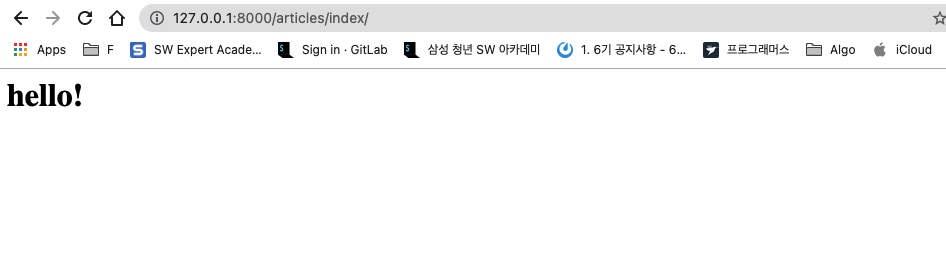 127.0.0.1:8000/articles/index/
Apps F SW Expert Acade... Sign in · GitLab 삼성 청년 SW 아카데미 1. 6기 공지사항 - 6... 프로그래머스 Algo iCloud
hello!